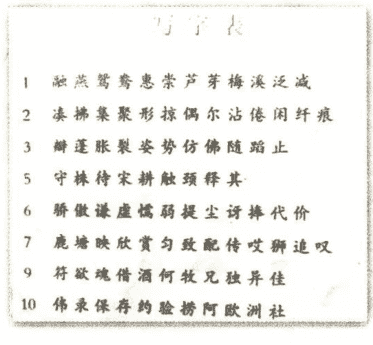 写字表
1 融燕鸳鸯惠崇芦芽梅溪泛减
2 凑拂集聚形掠偶尔沾倦闲纤痕
3 瓣蓬胀裂姿势仿佛随蹈止
5 守株待宋耕触颈释其
6 骄傲谦虚懦弱提尘讶捧代价
7 鹿塘映欣赏匀致配传哎狮追叹
9 符欲魂借酒何牧兄独异佳
10 伟录保存约验捞阿欧洲社